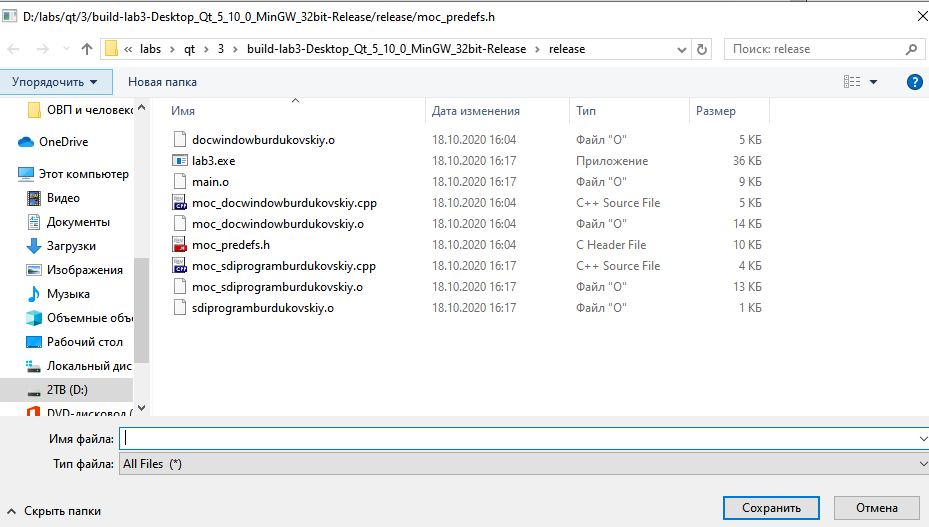 D:/labs/qt/3/build-lab3-Desktop_Qt_5_10_0_MinGW_32bit-Release/release/moc_predefs.h
« labs › qt › 3 › build-lab3-Desktop_Qt_5_10_0_MinGW_32bit-Release › release
Поиск: release
Упорядочить
Новая папка
ОВП и человекс
OneDrive
Этот компьютер
Видео
Документы
Загрузки
Изображения
Музыка
Объемные объ
Рабочий стол
Локальный дис
2TB (D:)
DVD-дисковод (
Имя Дата изменения Тип Размер
docwindowburdukovskiy.o 18.10.2020 16:04 Файл "O" 5 КБ
lab3.exe 18.10.2020 16:17 Приложение 36 КБ
main.o 18.10.2020 16:17 Файл "O" 9 КБ
moc_docwindowburdukovskiy.cpp 18.10.2020 16:04 C++ Source File 5 КБ
moc_docwindowburdukovskiy.o 18.10.2020 16:04 Файл "O" 14 КБ
moc_predefs.h 18.10.2020 16:04 C Header File 10 КБ
moc_sdiprogramburdukovskiy.cpp 18.10.2020 16:17 C++ Source File 4 КБ
moc_sdiprogramburdukovskiy.o 18.10.2020 16:17 Файл "O" 13 КБ
sdiprogramburdukovskiy.o 18.10.2020 16:17 Файл "O" 1 КБ
Имя файла:
Тип файла: All Files (*)
Скрыть папки
Сохранить
Отмена